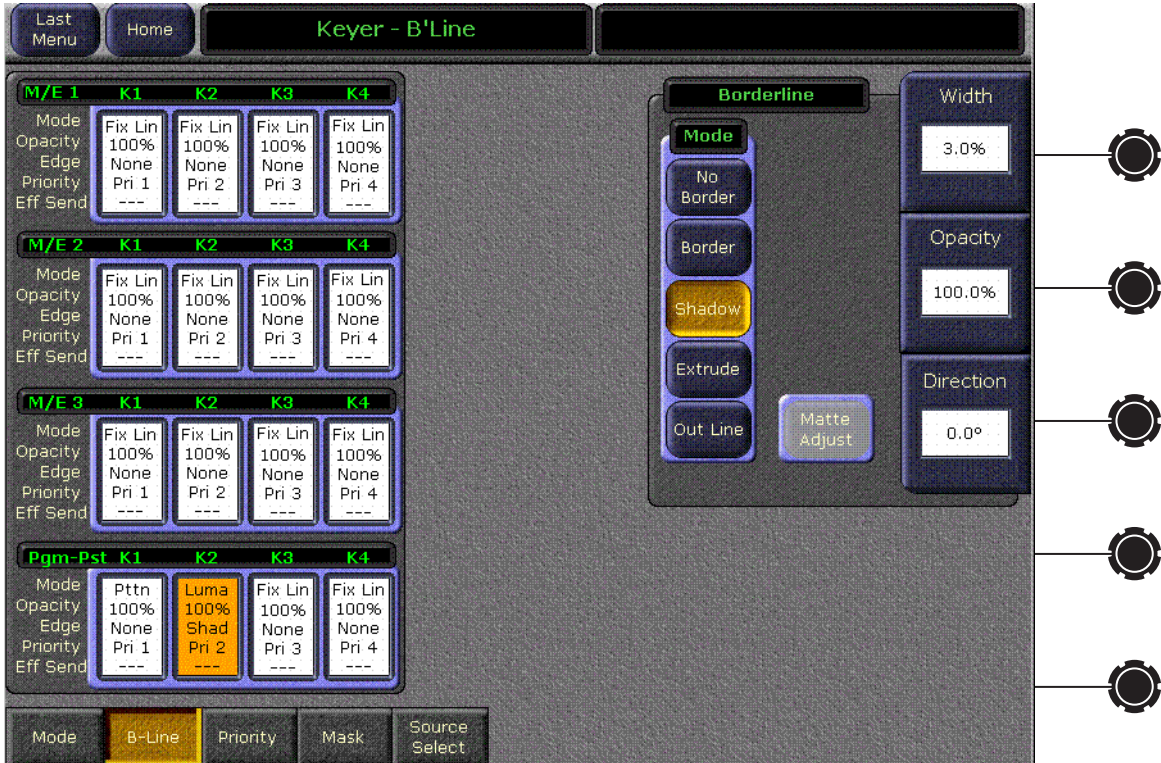 Last Menu
Home
Keyer - B'Line
M/E 1 K1 K2 K3 K4
Mode Fix Lin Fix Lin Fix Lin Fix Lin
Opacity 100% 100% 100% 100%
Edge None None None None
Priority Pri 1 Pri 2 Pri 3 Pri 4
Eff Send --- --- --- ---
M/E 2 K1 K2 K3 K4
Mode Fix Lin Fix Lin Fix Lin Fix Lin
Opacity 100% 100% 100% 100%
Edge None None None None
Priority Pri 1 Pri 2 Pri 3 Pri 4
Eff Send --- --- --- ---
M/E 3 K1 K2 K3 K4
Mode Fix Lin Fix Lin Fix Lin Fix Lin
Opacity 100% 100% 100% 100%
Edge None None None None
Priority Pri 1 Pri 2 Pri 3 Pri 4
Eff Send --- --- --- ---
Pgm-Pst K1 K2 K3 K4
Mode Pttn Luma Fix Lin Fix Lin
Opacity 100% 100% 100% 100%
Edge None Shad None None
Priority Pri 1 Pri 2 Pri 3 Pri 4
Eff Send --- --- --- ---
Borderline
Mode
No Border
Border
Shadow
Extrude
Out Line
Matte Adjust
Width
3.0%
Opacity
100.0%
Direction
0.0°
Mode
B-Line
Priority
Mask
Source Select